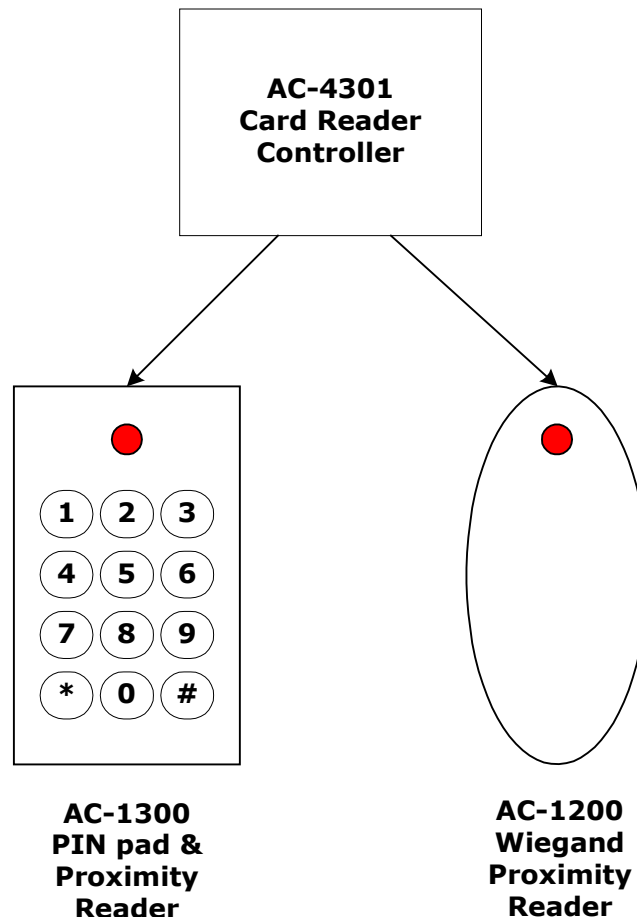 AC-4301
Card Reader
Controller
1 2 3
4 5 6
7 8 9
* 0 #
AC-1300
PIN pad &
Proximity
Reader
AC-1200
Wiegand
Proximity
Reader